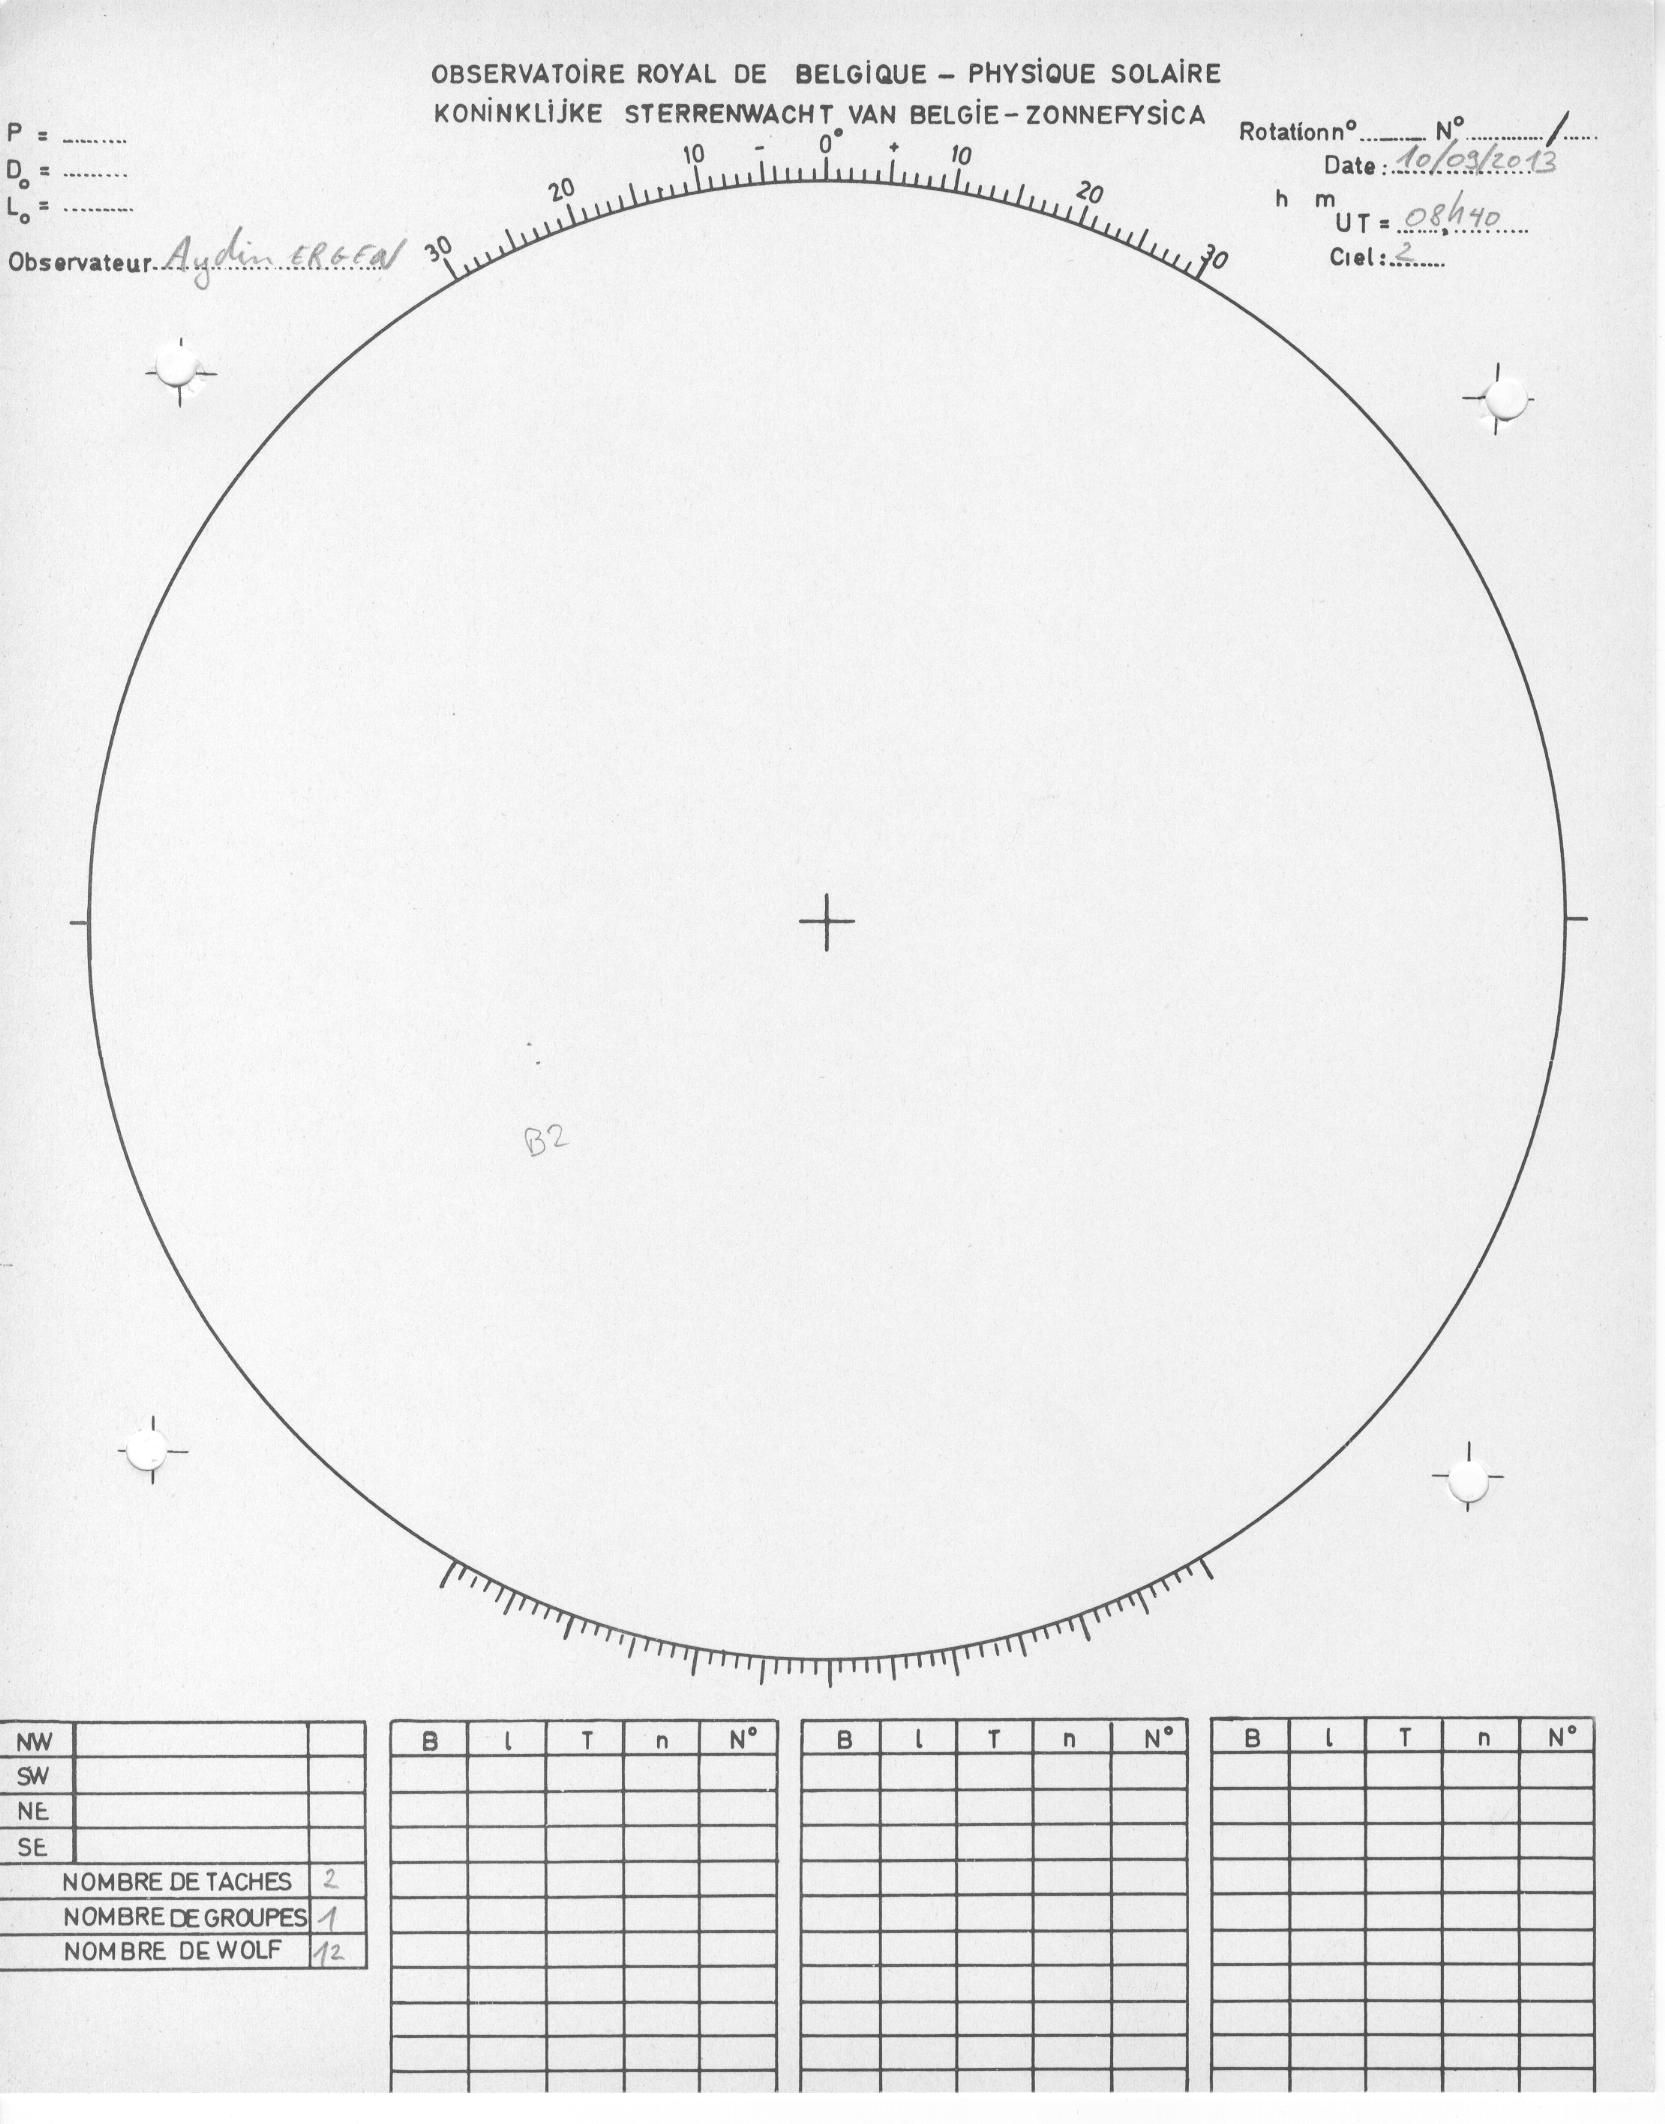 OBSERVATOIRE ROYAL DE BELGIQUE – PHYSIQUE SOLAIRE
KONINKLIJKE STERRENWACHT VAN BELGIE – ZONNEFYSICA
P = ........
D₀ = ........
L₀ = ........
Observateur Aydin ERGEN
Rotation n° ........ N° ......../.....
Date : 10/09/2013
h m
UT = 08h40
Ciel : 2
30 20 10 - 0° + 10 20 30
B2
NW
SW
NE
SE
NOMBRE DE TACHES 2
NOMBRE DE GROUPES 1
NOMBRE DE WOLF 12
B l T n N°
B l T n N°
B l T n N°